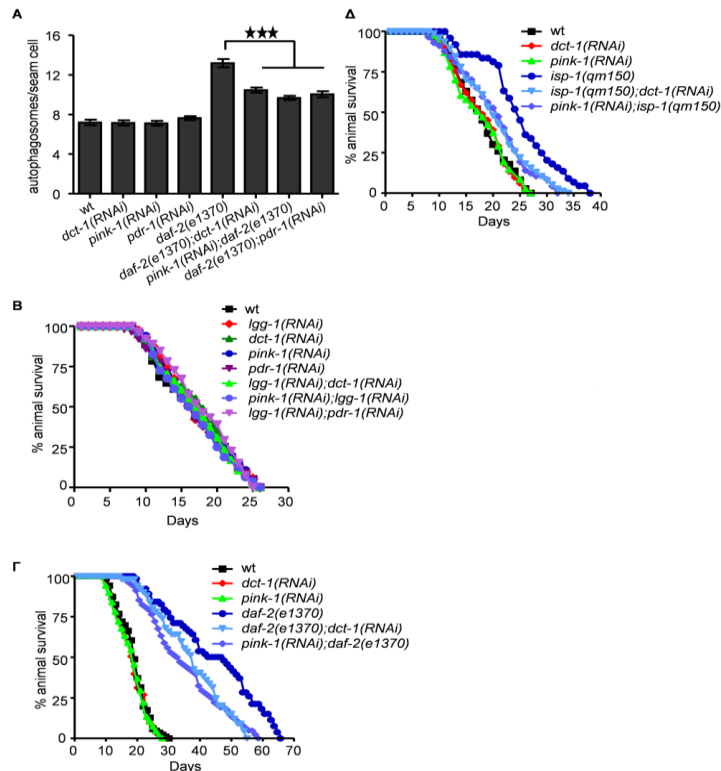 A
autophagosomes/seam cell
16
12
8
4
0
★★★
wt
dct-1(RNAi)
pink-1(RNAi)
pdr-1(RNAi)
daf-2(e1370)
daf-2(e1370);dct-1(RNAi)
pink-1(RNAi);daf-2(e1370)
daf-2(e1370);pdr-1(RNAi)
Δ
% animal survival
100
75
50
25
0
0 5 10 15 20 25 30 35 40
Days
wt
dct-1(RNAi)
pink-1(RNAi)
isp-1(qm150)
isp-1(qm150);dct-1(RNAi)
pink-1(RNAi);isp-1(qm150)
B
% animal survival
100
75
50
25
0
0 5 10 15 20 25 30
Days
wt
lgg-1(RNAi)
dct-1(RNAi)
pink-1(RNAi)
pdr-1(RNAi)
lgg-1(RNAi);dct-1(RNAi)
pink-1(RNAi);lgg-1(RNAi)
lgg-1(RNAi);pdr-1(RNAi)
Γ
% animal survival
100
75
50
25
0
0 10 20 30 40 50 60 70
Days
wt
dct-1(RNAi)
pink-1(RNAi)
daf-2(e1370)
daf-2(e1370);dct-1(RNAi)
pink-1(RNAi);daf-2(e1370)